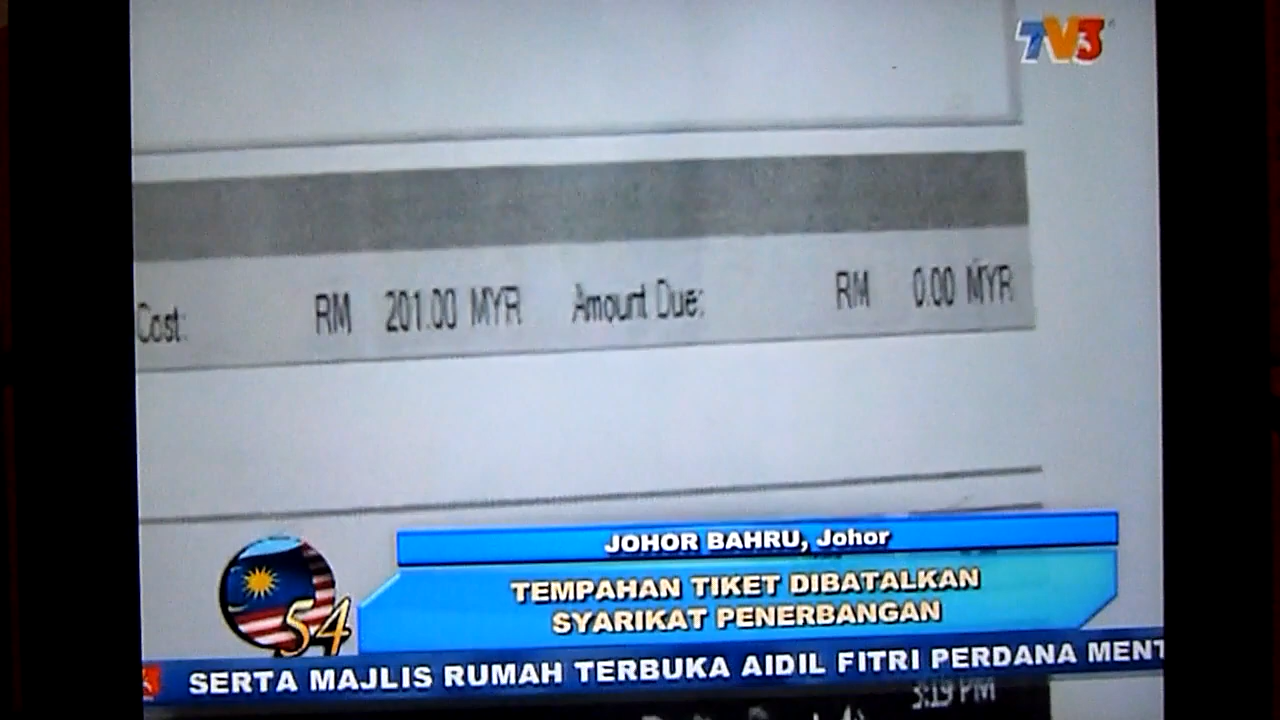 TV3
Cost: RM 201.00 MYR Amount Due: RM 0.00 MYR
JOHOR BAHRU, Johor
TEMPAHAN TIKET DIBATALKAN
SYARIKAT PENERBANGAN
54
3 SERTA MAJLIS RUMAH TERBUKA AIDIL FITRI PERDANA MENT
3:19 PM